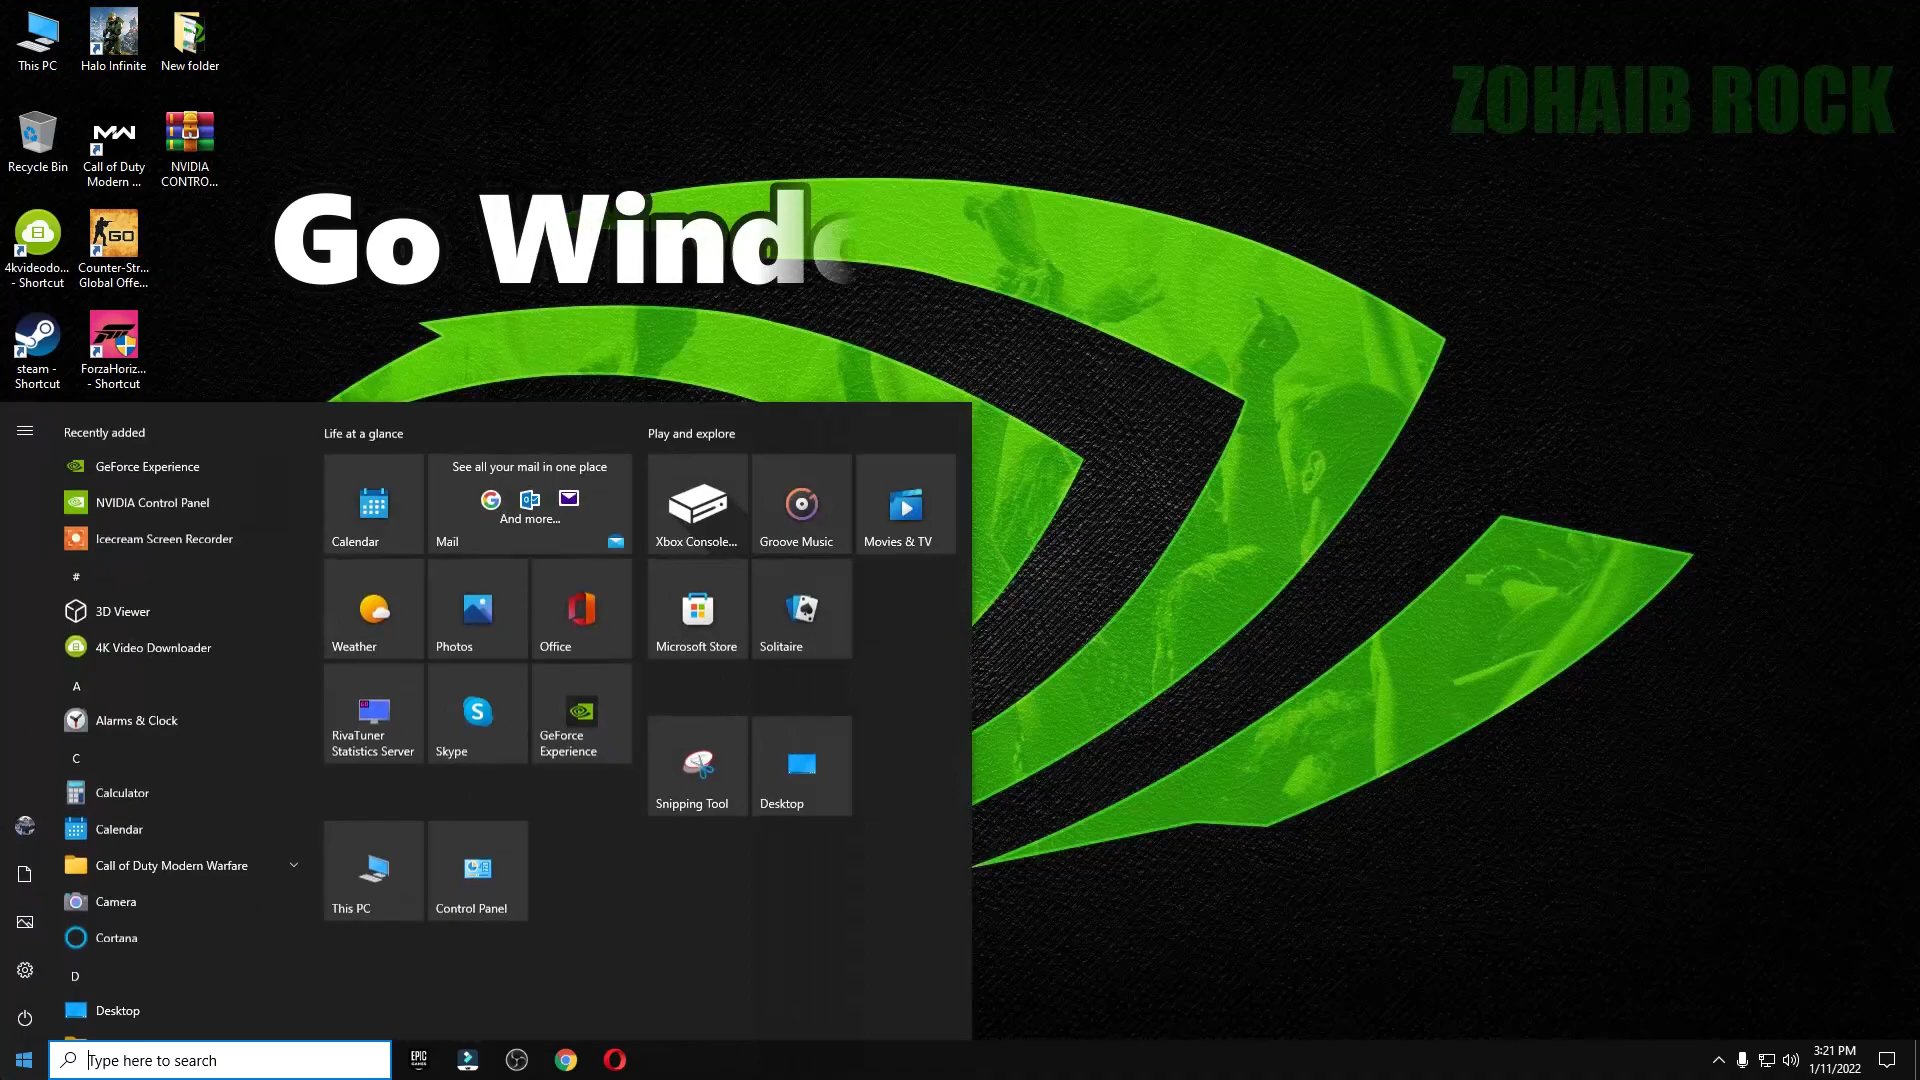 This PC
Halo Infinite
New folder
ZOHAIB ROCK
Recycle Bin
Call of Duty
Modern ...
NVIDIA
CONTRO...
Go Windo
4kvideodo...
- Shortcut
Counter-Str...
Global Offe...
steam -
Shortcut
ForzaHoriz...
- Shortcut
Recently added
GeForce Experience
NVIDIA Control Panel
Icecream Screen Recorder
#
3D Viewer
4K Video Downloader
A
Alarms & Clock
C
Calculator
Calendar
Call of Duty Modern Warfare
Camera
Cortana
D
Desktop
Life at a glance
Calendar
See all your mail in one place
And more...
Mail
Weather
Photos
Office
RivaTuner
Statistics Server
Skype
GeForce
Experience
This PC
Control Panel
Play and explore
Xbox Console...
Groove Music
Movies & TV
Microsoft Store
Solitaire
Snipping Tool
Desktop
Type here to search
EPIC
GAMES
3:21 PM
1/11/2022